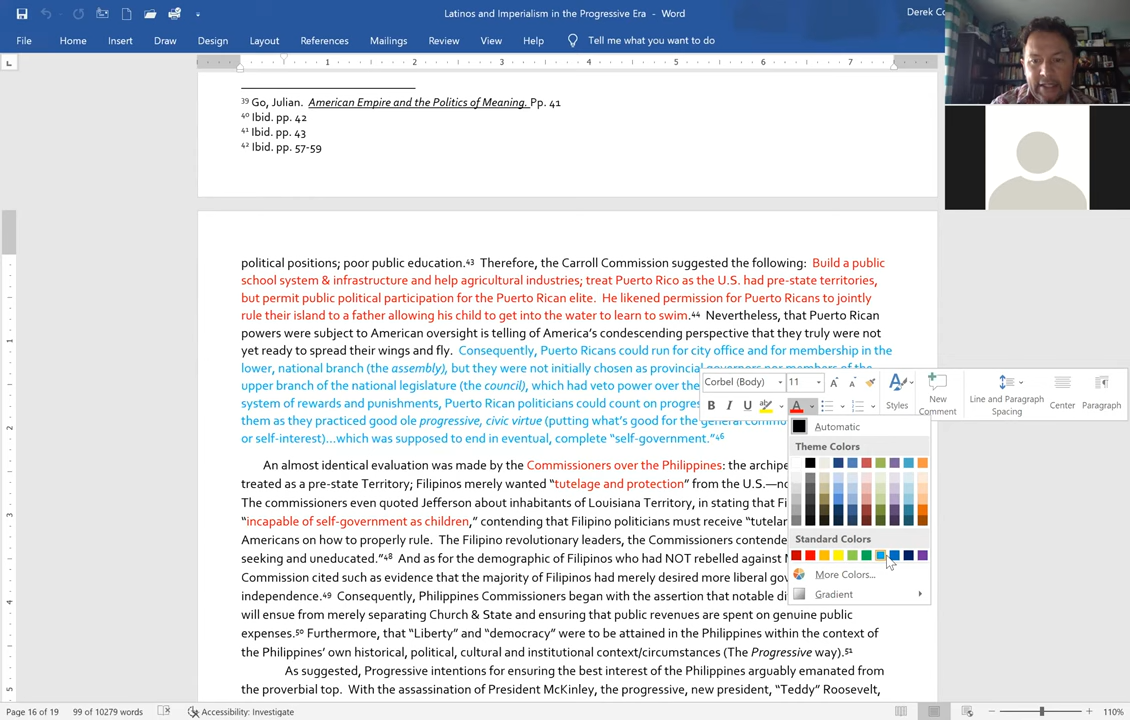 Latinos and Imperialism in the Progressive Era - Word
Derek Co
File Home Insert Draw Design Layout References Mailings Review View Help Tell me what you want to do
1 2 3 4 5 6 7
39 Go, Julian. American Empire and the Politics of Meaning. Pp. 41
40 Ibid. pp. 42
41 Ibid. pp. 43
42 Ibid. pp. 57-59
political positions; poor public education.43 Therefore, the Carroll Commission suggested the following: Build a public
school system & infrastructure and help agricultural industries; treat Puerto Rico as the U.S. had pre-state territories,
but permit public political participation for the Puerto Rican elite. He likened permission for Puerto Ricans to jointly
rule their island to a father allowing his child to get into the water to learn to swim.44 Nevertheless, that Puerto Rican
powers were subject to American oversight is telling of America's condescending perspective that they truly were not
yet ready to spread their wings and fly. Consequently, Puerto Ricans could run for city office and for membership in the
lower, national branch (the assembly), but they were not initially chosen as provincial governors nor members of the
upper branch of the national legislature (the council), which had veto power over the
system of rewards and punishments, Puerto Rican politicians could count on progres
them as they practiced good ole progressive, civic virtue (putting what's good for the general commu
or self-interest)...which was supposed to end in eventual, complete "self-government."46
An almost identical evaluation was made by the Commissioners over the Philippines: the archipe
treated as a pre-state Territory; Filipinos merely wanted "tutelage and protection" from the U.S.—no
The commissioners even quoted Jefferson about inhabitants of Louisiana Territory, in stating that Fi
"incapable of self-government as children," contending that Filipino politicians must receive "tutelar
Americans on how to properly rule. The Filipino revolutionary leaders, the Commissioners contende
seeking and uneducated."48 And as for the demographic of Filipinos who had NOT rebelled against
Commission cited such as evidence that the majority of Filipinos had merely desired more liberal gov
independence.49 Consequently, Philippines Commissioners began with the assertion that notable di
will ensue from merely separating Church & State and ensuring that public revenues are spent on genuine public
expenses.50 Furthermore, that "Liberty" and "democracy" were to be attained in the Philippines within the context of
the Philippines' own historical, political, cultural and institutional context/circumstances (The Progressive way).51
As suggested, Progressive intentions for ensuring the best interest of the Philippines arguably emanated from
the proverbial top. With the assassination of President McKinley, the progressive, new president, "Teddy" Roosevelt,
Corbel (Body) 11 A A
B I U ab A
Styles
New
Comment
Line and Paragraph
Spacing
Center
Paragraph
Automatic
Theme Colors
Standard Colors
More Colors...
Gradient
1
2
3
4
5
Page 16 of 19 99 of 10279 words Accessibility: Investigate 110%